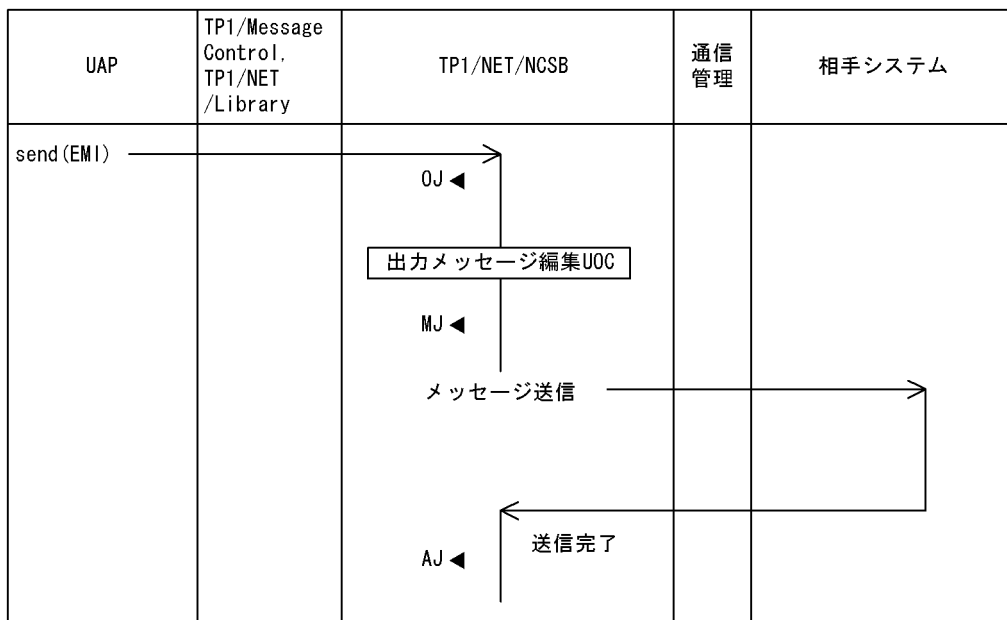 UAP
TP1/Message
Control,
TP1/NET
/Library
TP1/NET/NCSB
通信
管理
相手システム
send(EMI)
OJ
出力メッセージ編集UOC
MJ
メッセージ送信
送信完了
AJ